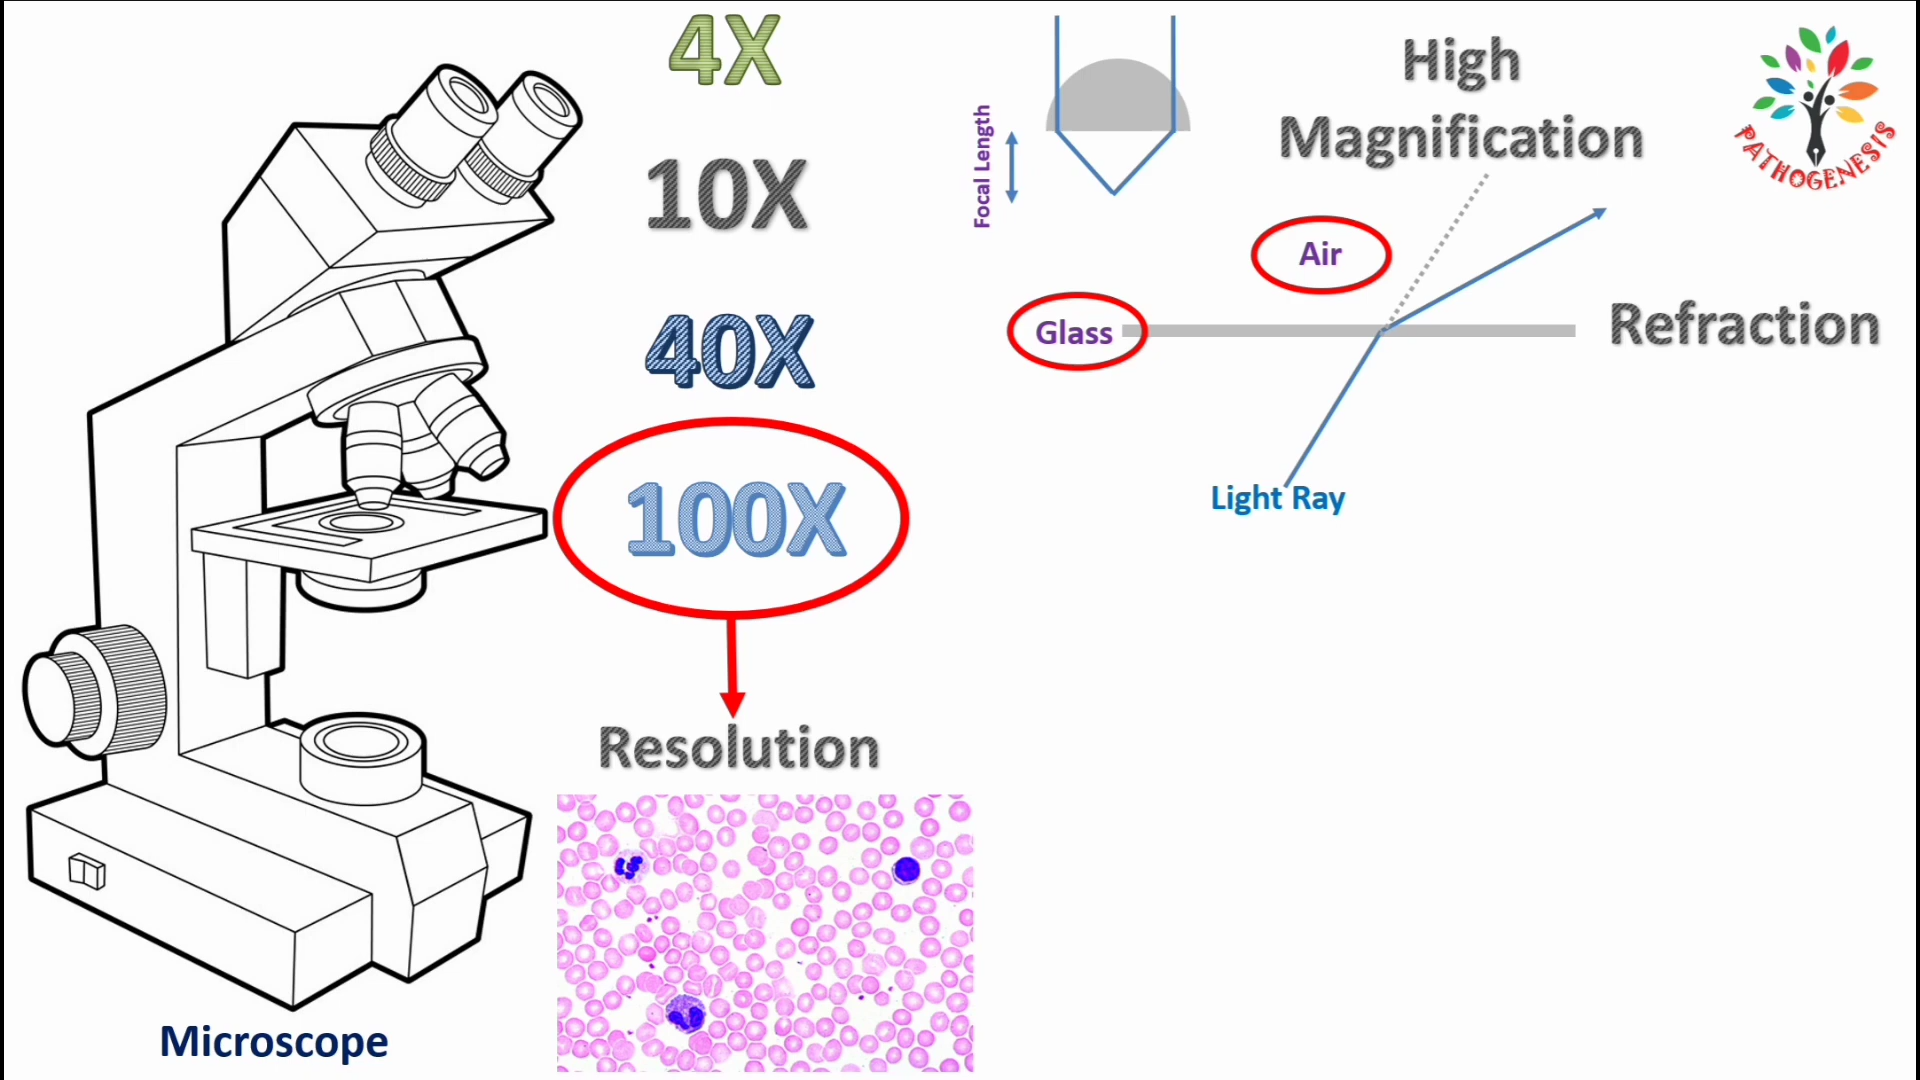 4X
10X
40X
100X
Resolution
Microscope
Focal Length
High
Magnification
Air
Glass
Refraction
Light Ray
PATHOGENESIS